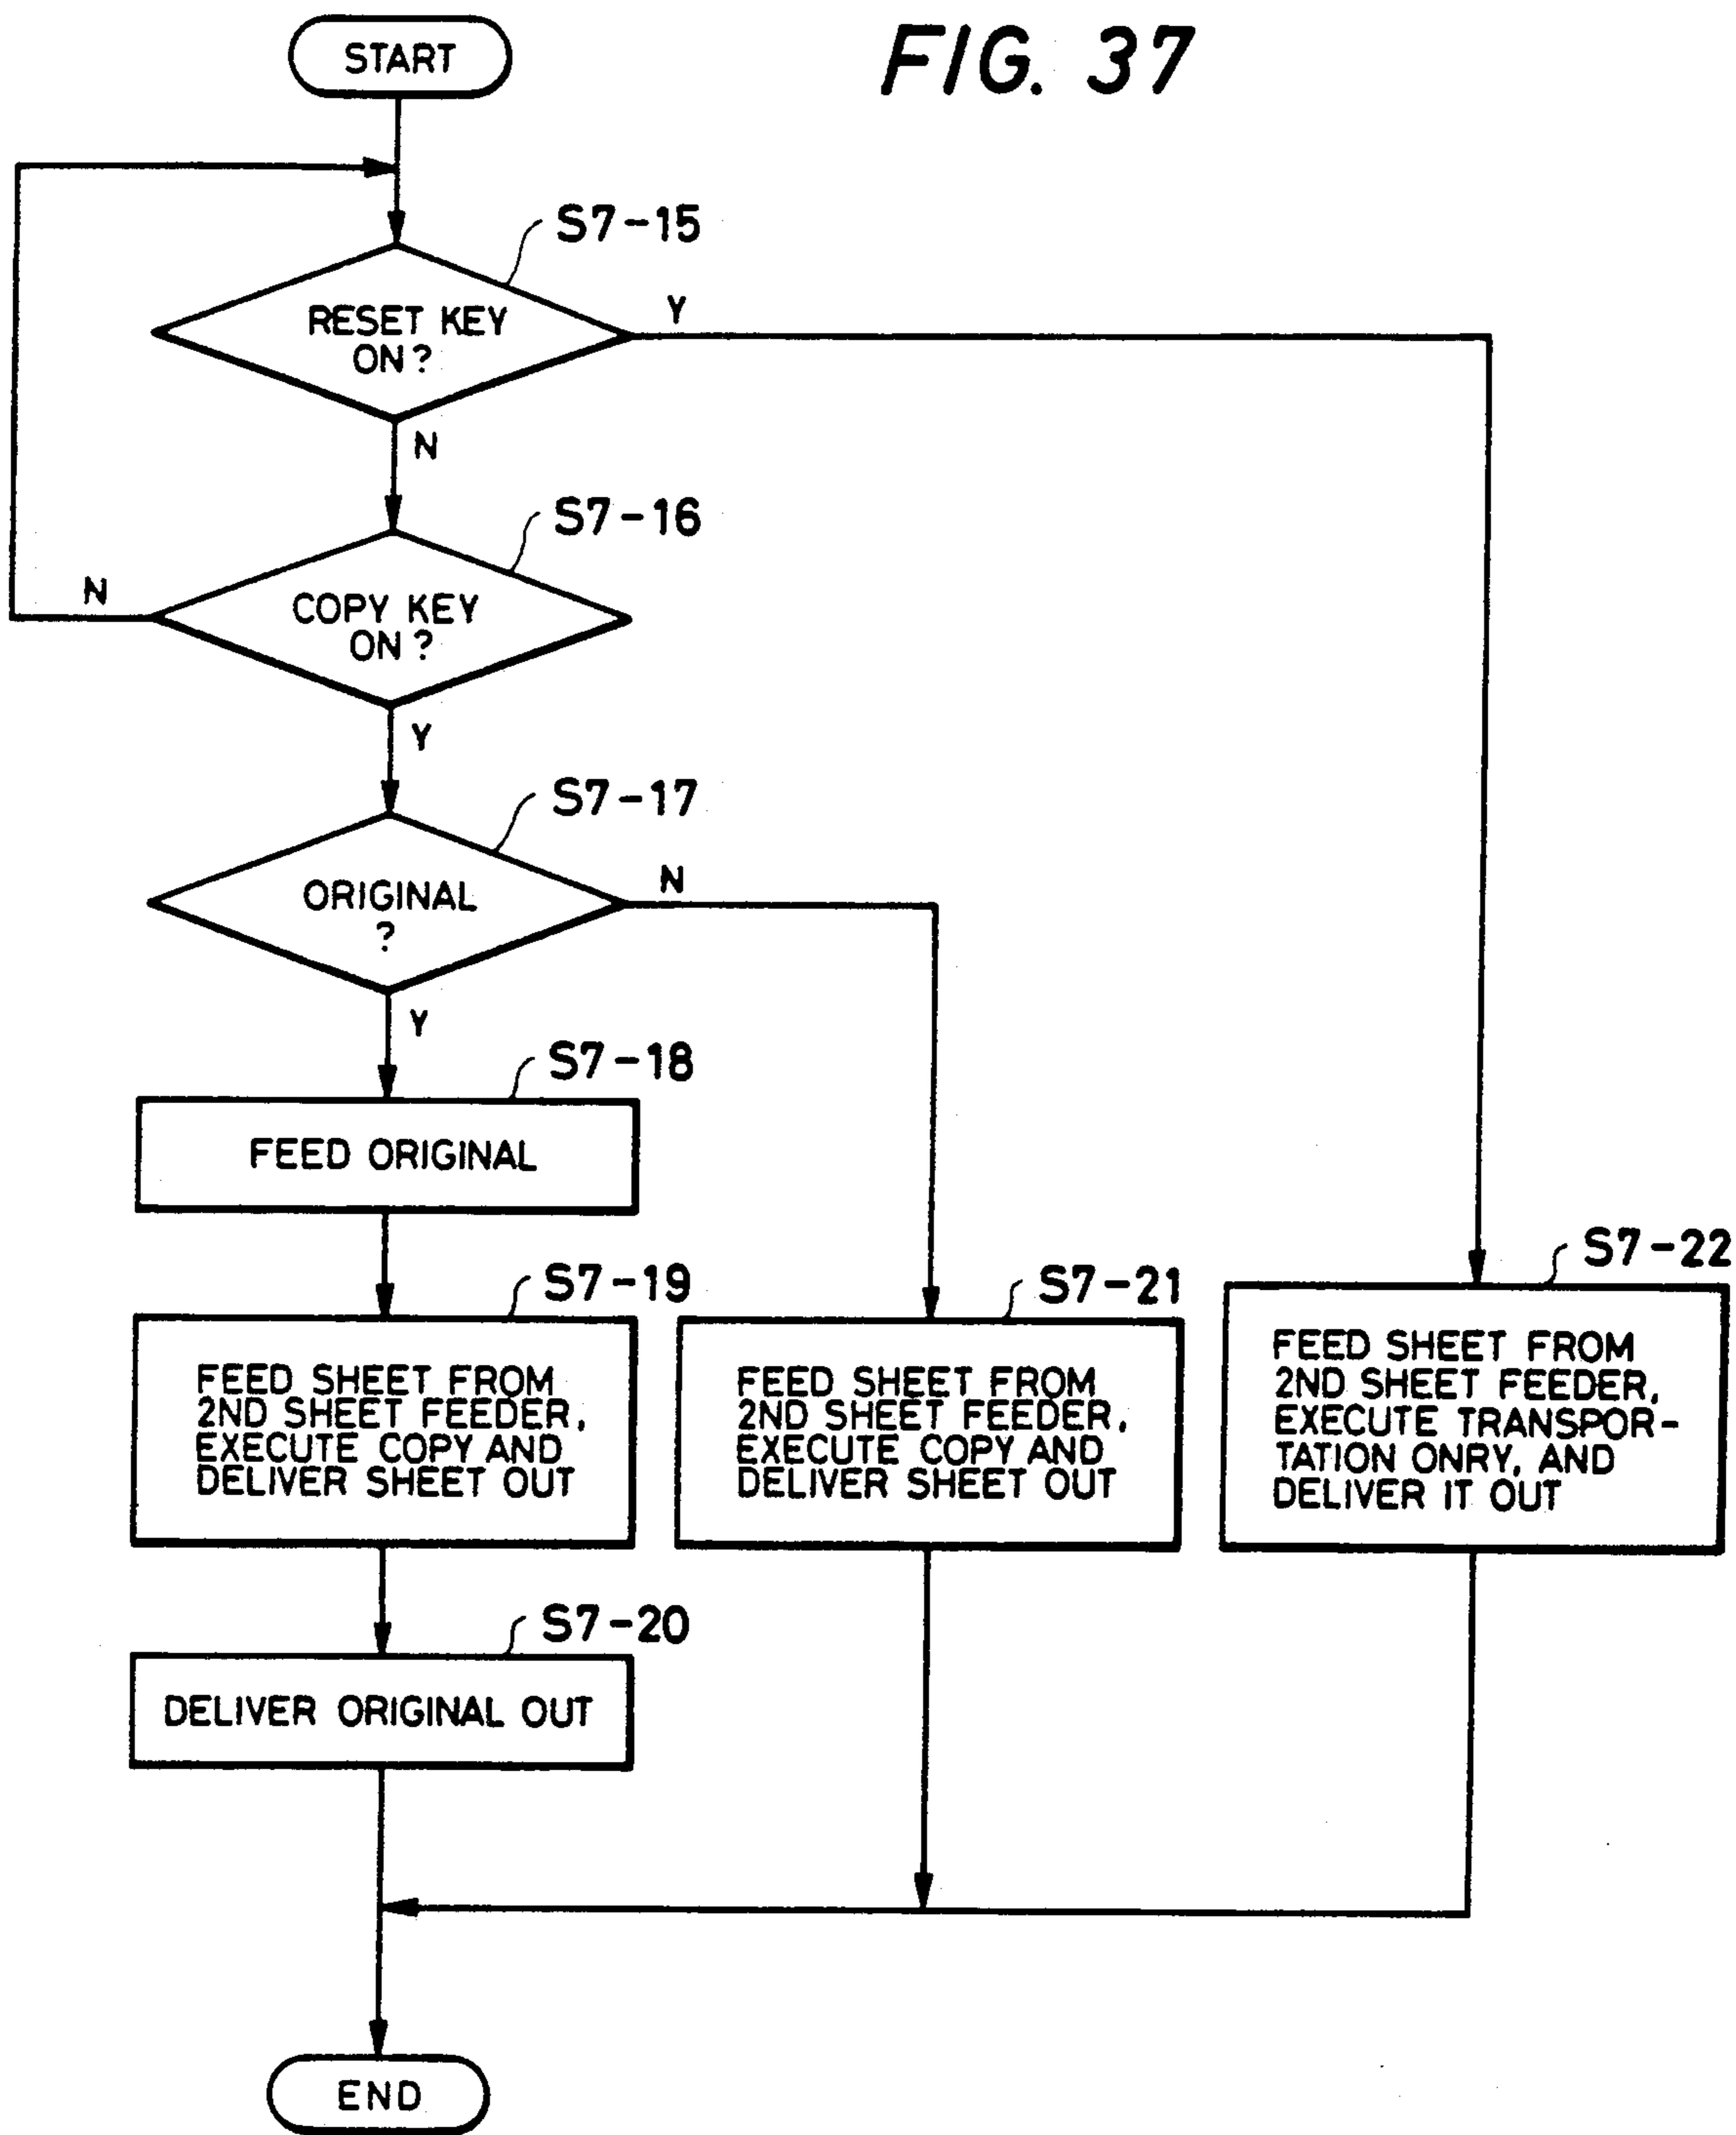 FIG. 37
START
S7-15
RESET KEY
ON?
Y
N
S7-16
COPY KEY
ON?
N
Y
S7-17
ORIGINAL
?
N
Y
S7-18
FEED ORIGINAL
S7-19
FEED SHEET FROM
2ND SHEET FEEDER,
EXECUTE COPY AND
DELIVER SHEET OUT
S7-21
FEED SHEET FROM
2ND SHEET FEEDER,
EXECUTE COPY AND
DELIVER SHEET OUT
S7-22
FEED SHEET FROM
2ND SHEET FEEDER,
EXECUTE TRANSPOR-
TATION ONRY, AND
DELIVER IT OUT
S7-20
DELIVER ORIGINAL OUT
END